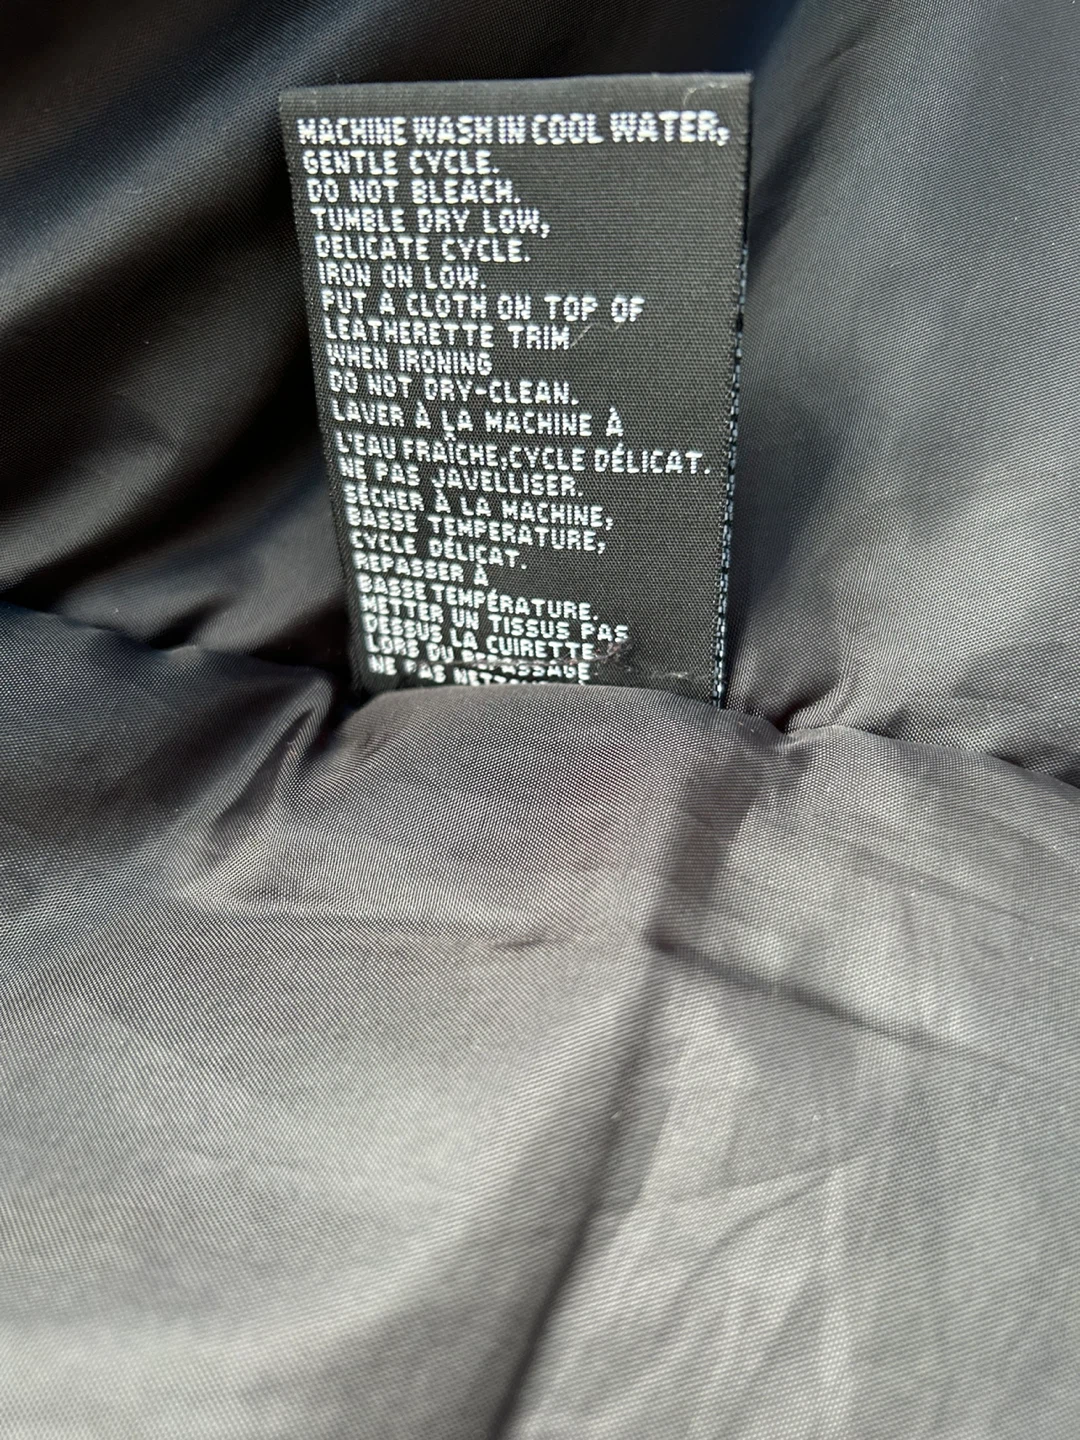 MACHINE WASH IN COOL WATER,
GENTLE CYCLE.
DO NOT BLEACH.
TUMBLE DRY LOW,
DELICATE CYCLE.
IRON ON LOW.
PUT A CLOTH ON TOP OF
LEATHERETTE TRIM
WHEN IRONING
DO NOT DRY-CLEAN.
LAVER À LA MACHINE À
L'EAU FRAÎCHE,CYCLE DÉLICAT.
NE PAS JAVELLISER.
SÉCHER À LA MACHINE,
BASSE TEMPERATURE,
CYCLE DÉLICAT.
REPASSER À
BASSE TEMPÉRATURE.
METTER UN TISSUS PAS
DESSUS LA CUIRETTE
LORS DU REPASSAGE
NE PAS